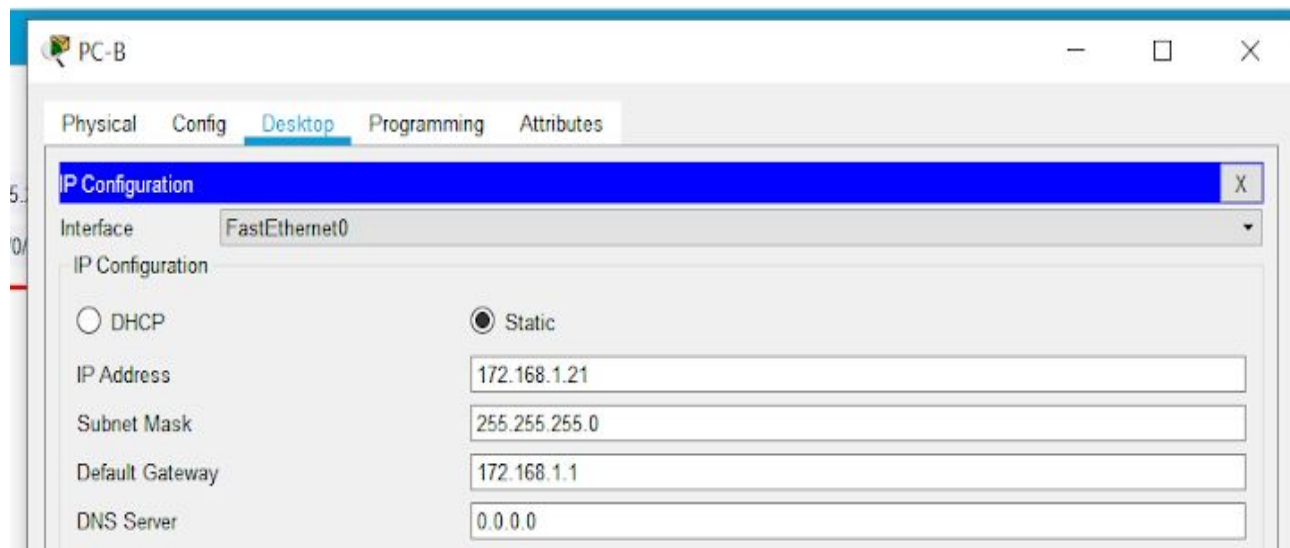 PC-B
Physical Config Desktop Programming Attributes
IP Configuration X
Interface FastEthernet0
IP Configuration
DHCP Static
IP Address 172.168.1.21
Subnet Mask 255.255.255.0
Default Gateway 172.168.1.1
DNS Server 0.0.0.0